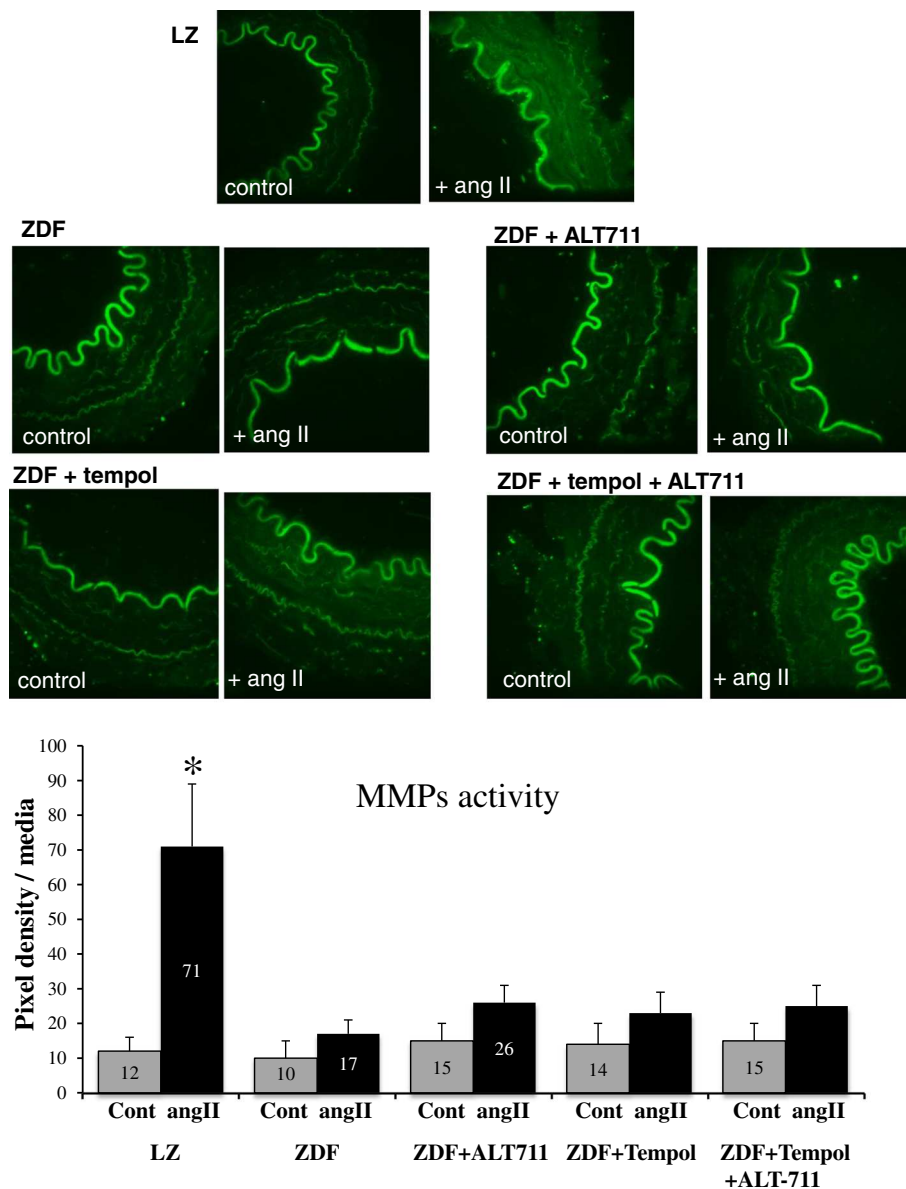 LZ
control
+ ang II
ZDF
control
+ ang II
ZDF + ALT711
control
+ ang II
ZDF + tempol
control
+ ang II
ZDF + tempol + ALT711
control
+ ang II
MMPs activity
Pixel density / media
100
90
80
70
60
50
40
30
20
10
0
*
12
71
10
17
15
26
14
15
Cont angII
Cont angII
Cont angII
Cont angII
Cont angII
LZ
ZDF
ZDF+ALT711
ZDF+Tempol
ZDF+Tempol
+ALT-711